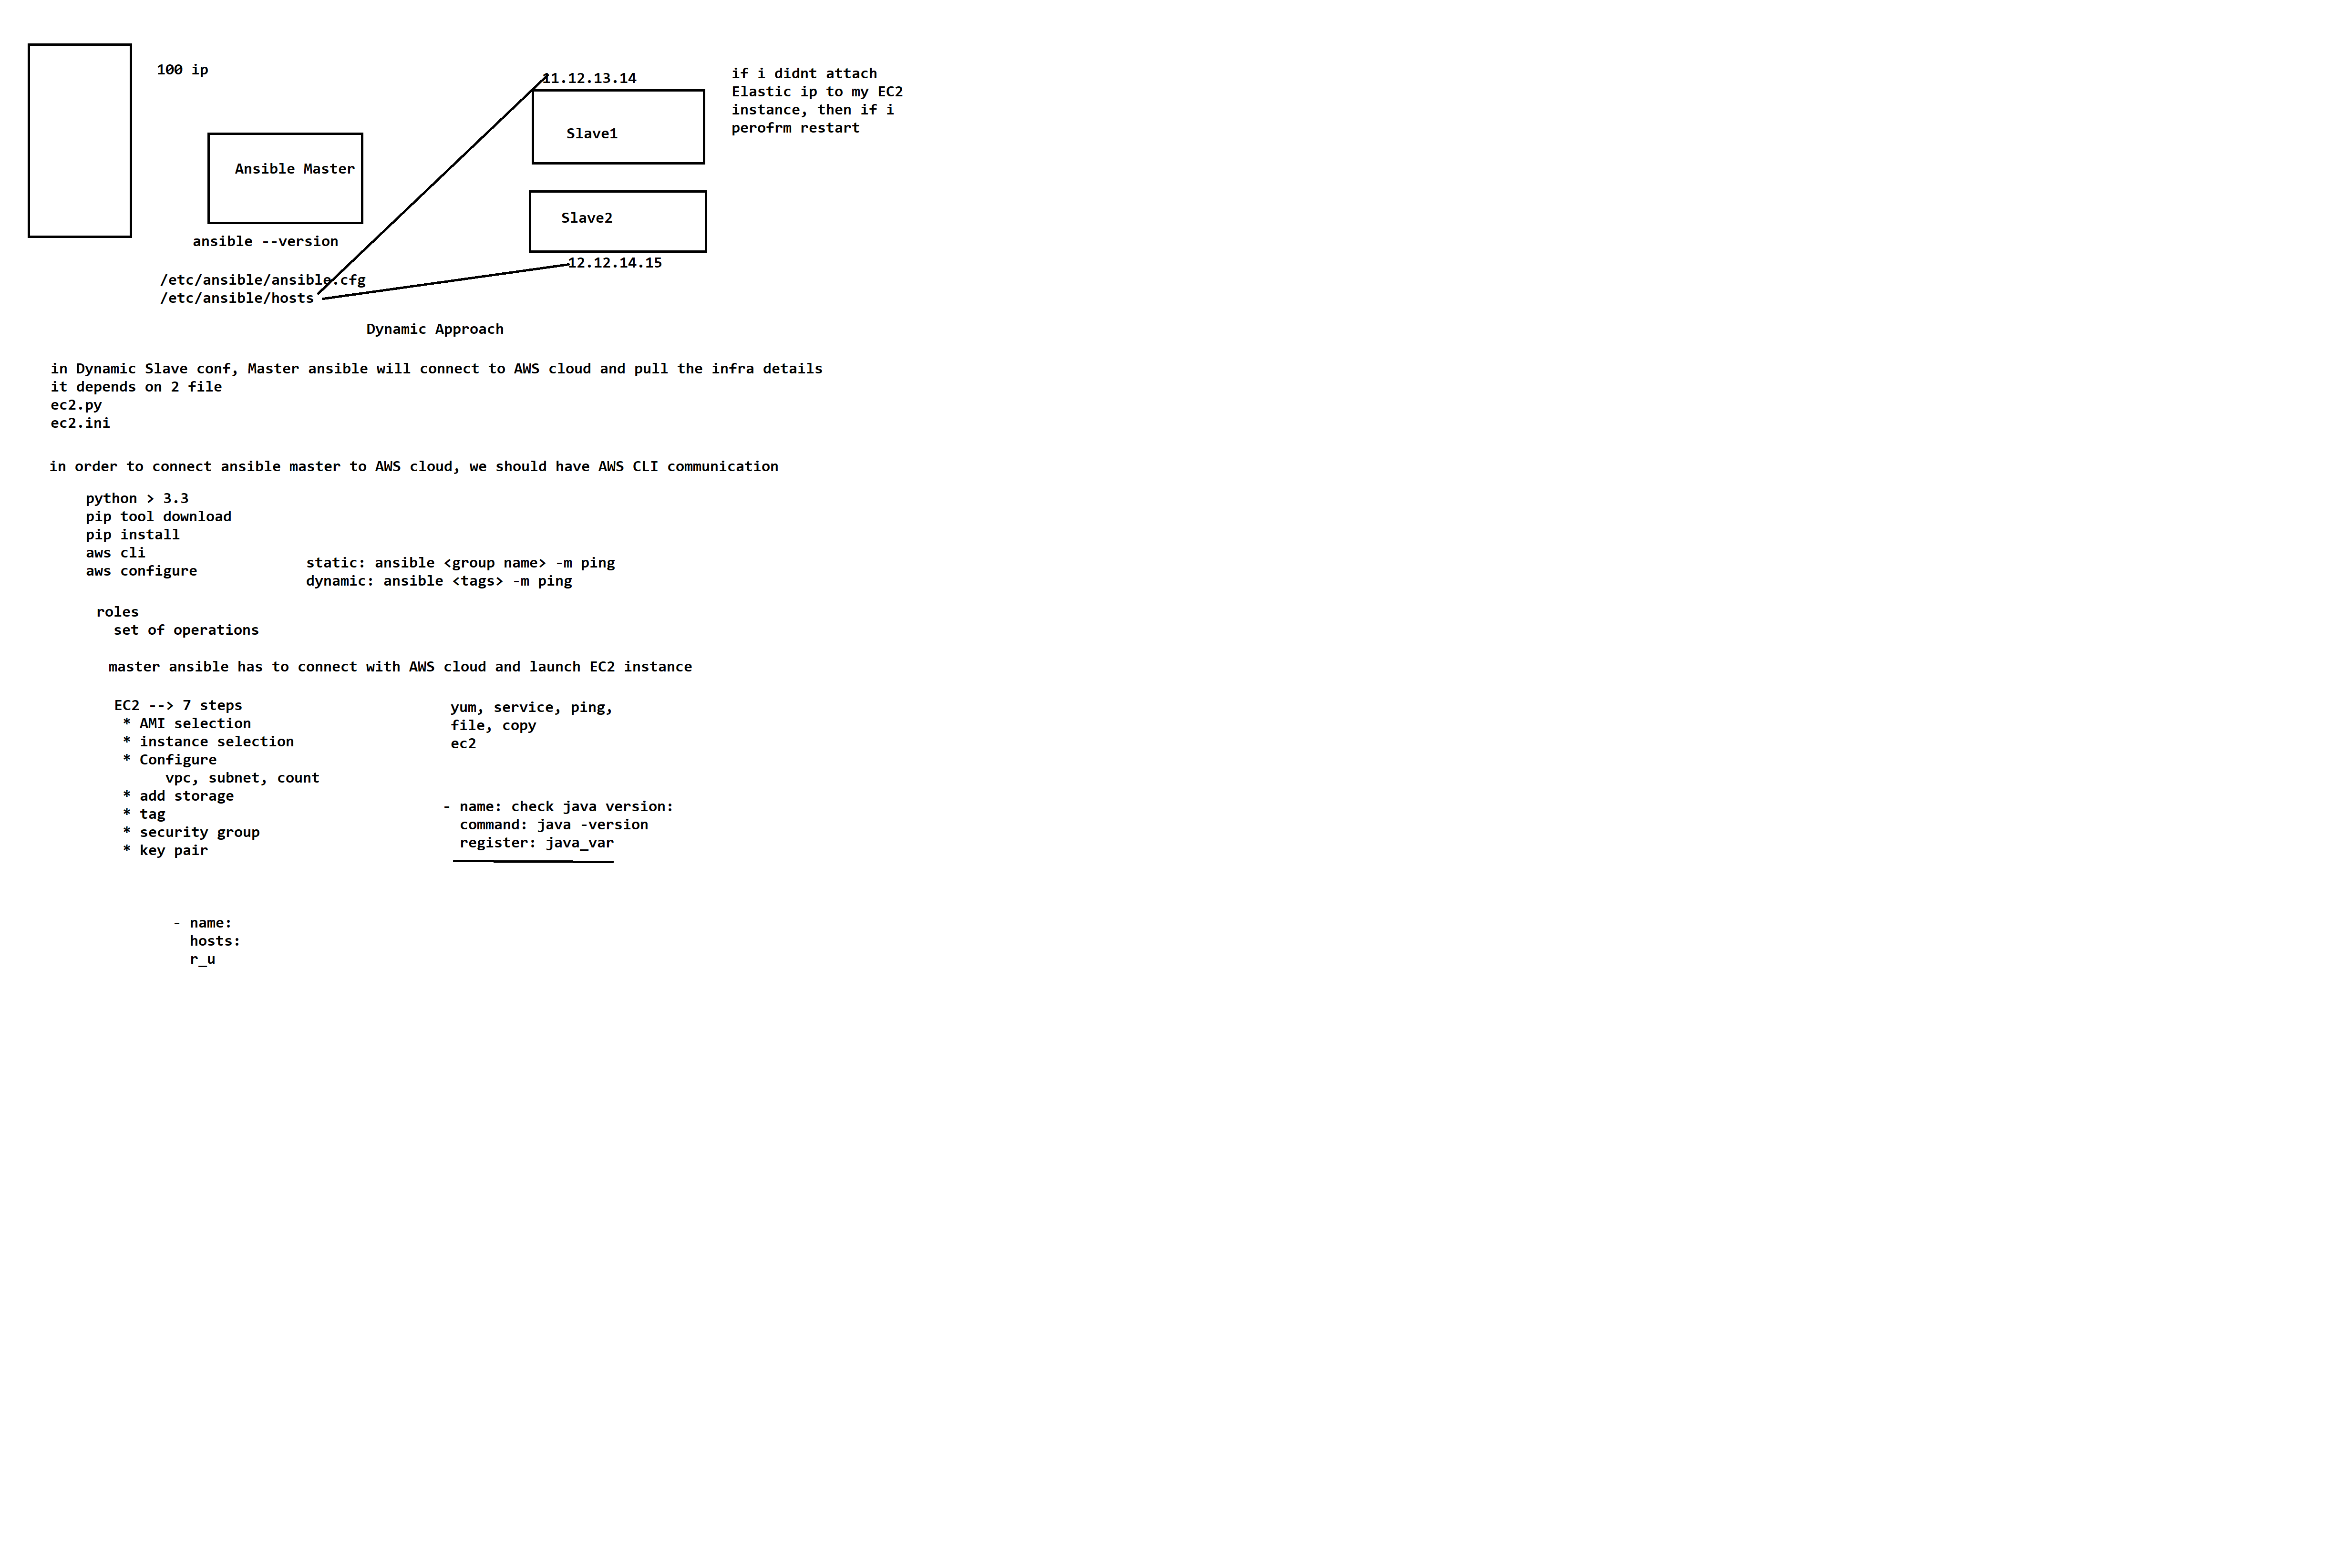 100 ip
11.12.13.14
if i didnt attach
Elastic ip to my EC2
instance, then if i
perofrm restart
Slave1
Ansible Master
Slave2
ansible --version
12.12.14.15
/etc/ansible/ansible.cfg
/etc/ansible/hosts
Dynamic Approach
in Dynamic Slave conf, Master ansible will connect to AWS cloud and pull the infra details
it depends on 2 file
ec2.py
ec2.ini
in order to connect ansible master to AWS cloud, we should have AWS CLI communication
python > 3.3
pip tool download
pip install
aws cli
aws configure
static: ansible <group name> -m ping
dynamic: ansible <tags> -m ping
roles
set of operations
master ansible has to connect with AWS cloud and launch EC2 instance
EC2 --> 7 steps
* AMI selection
* instance selection
* Configure
vpc, subnet, count
* add storage
* tag
* security group
* key pair
yum, service, ping,
file, copy
ec2
- name: check java version:
command: java -version
register: java_var
- name:
hosts:
r_u